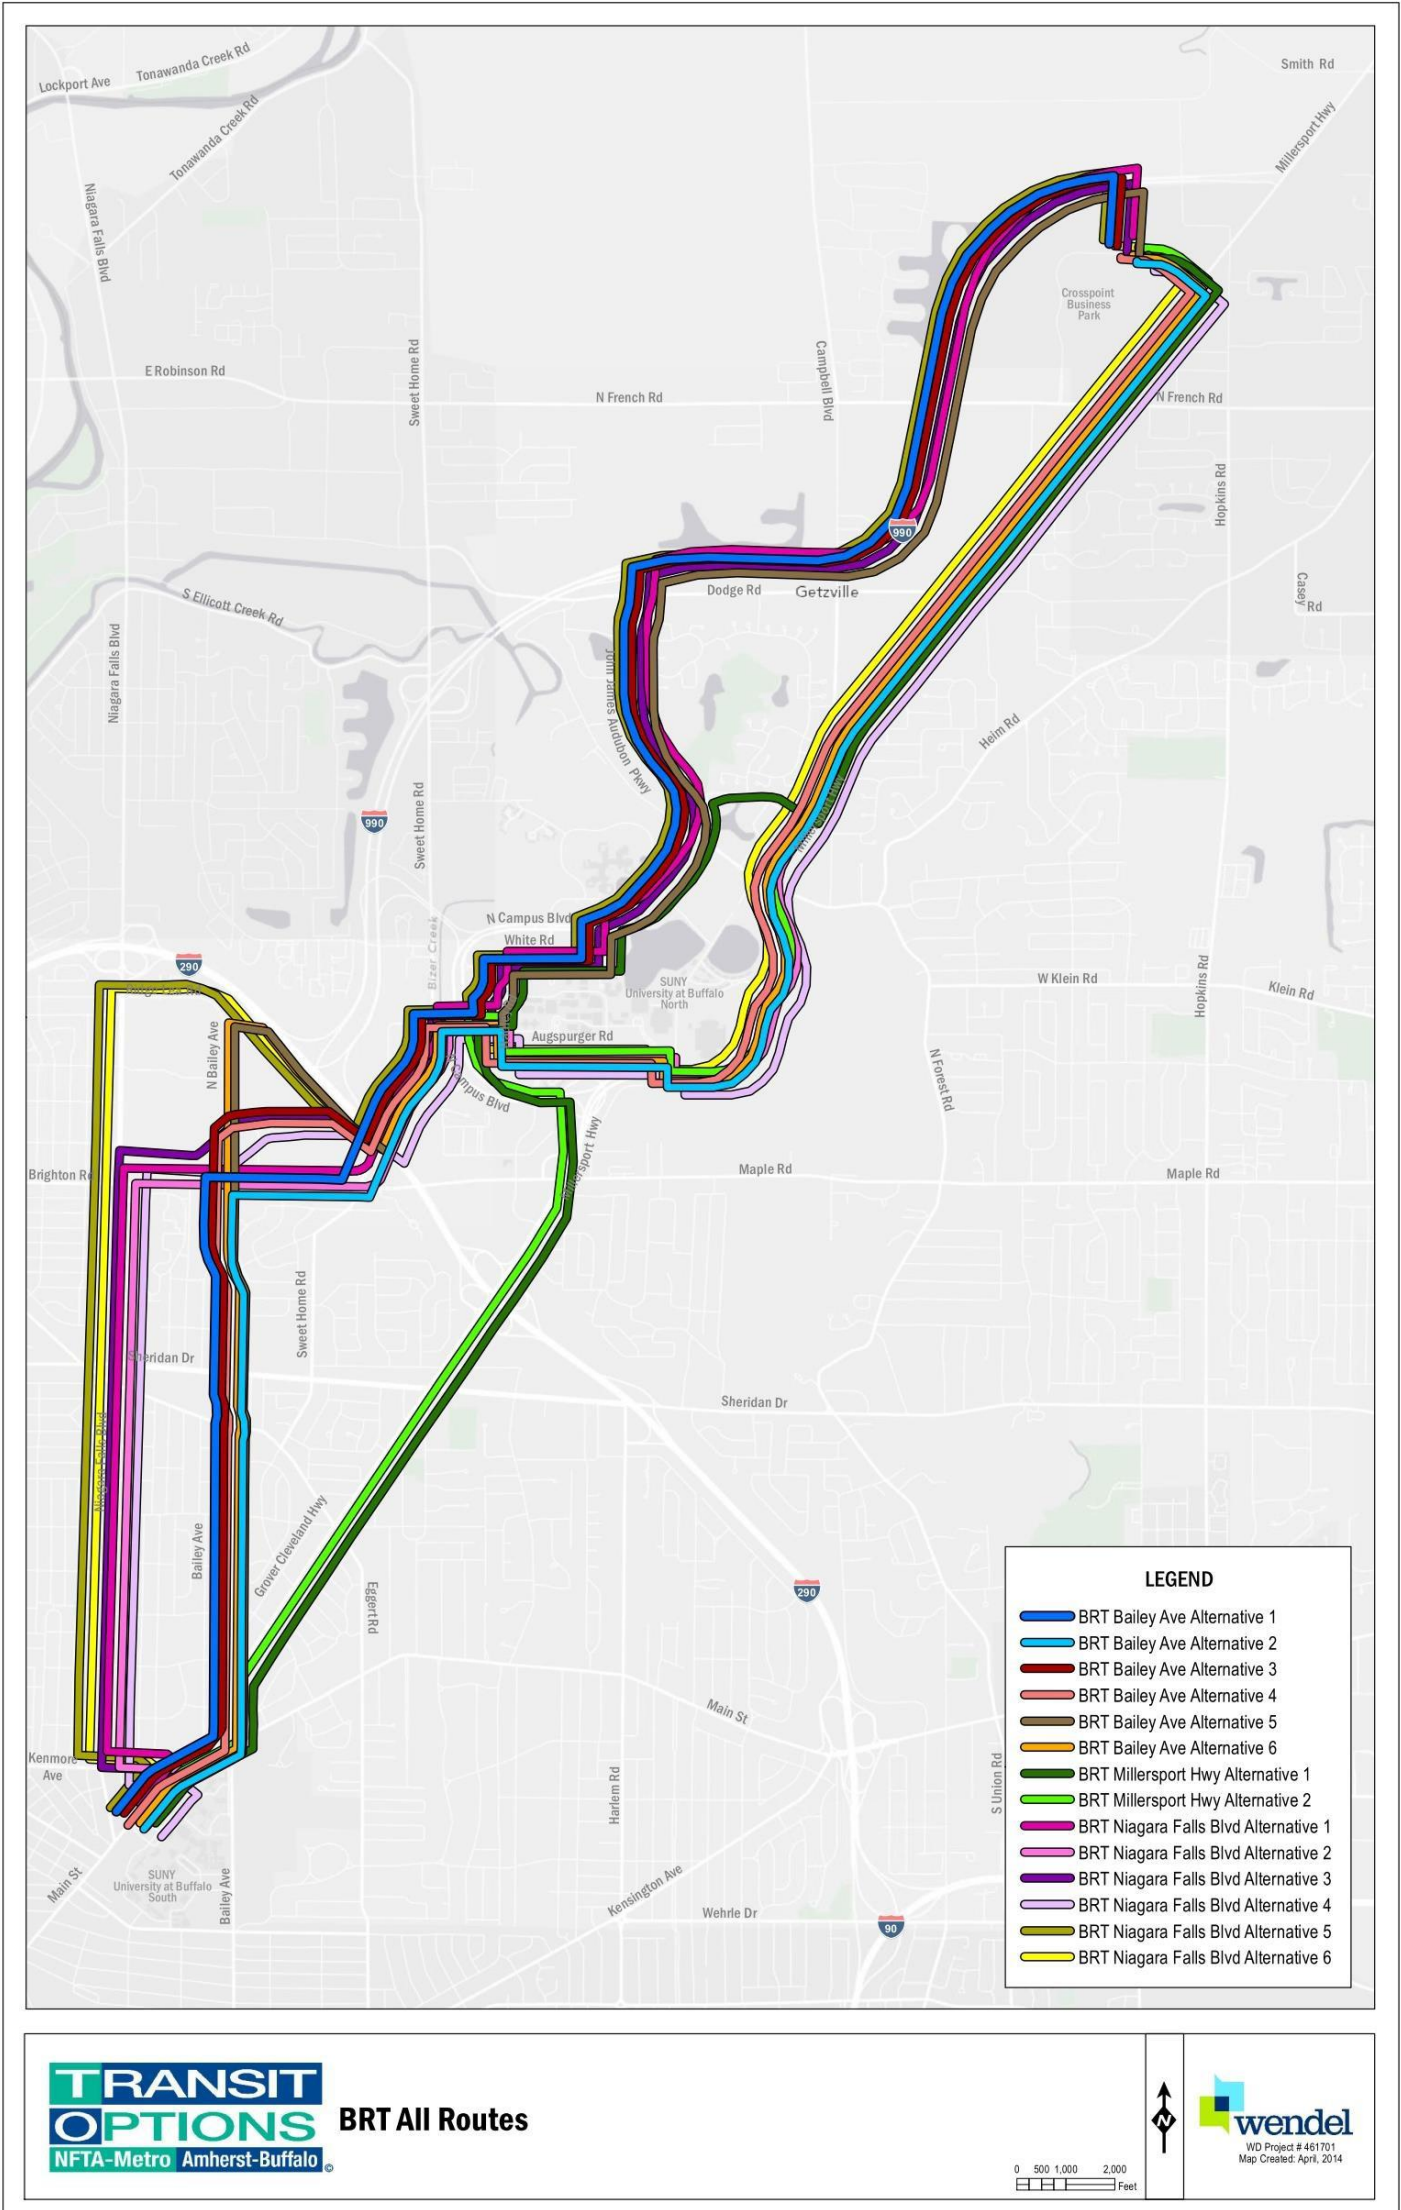 Smith Rd
Tonawanda Creek Rd
Lockport Ave
Millersport Hwy
Tonawanda Creek Rd
Niagara Falls Blvd
Crosspoint
Business
Park
Sweet Home Rd
Campbell Blvd
E Robinson Rd
N French Rd
N French Rd
Hopkins Rd
990
Dodge Rd
Getzville
Casey
Rd
S Ellicott Creek Rd
Niagara Falls Blvd
John James Audubon Pkwy
Heim Rd
Sweet Home Rd
990
N Campus Blvd
White Rd
Bizer Creek
290
SUNY
University at Buffalo
North
W Klein Rd
Klein Rd
Hopkins Rd
N Bailey Ave
Augspurger Rd
N Forest Rd
Campus Blvd
Millersport Hwy
Brighton Rd
Maple Rd
Maple Rd
Sweet Home Rd
Sheridan Dr
Sheridan Dr
Niagara Falls Blvd
Bailey Ave
Grover Cleveland Hwy
Eggert Rd
290
Main St
Kenmore
Ave
Harlem Rd
S Union Rd
Main St
SUNY
University at Buffalo
South
Bailey Ave
Kensington Ave
Wehrle Dr
90
LEGEND
BRT Bailey Ave Alternative 1
BRT Bailey Ave Alternative 2
BRT Bailey Ave Alternative 3
BRT Bailey Ave Alternative 4
BRT Bailey Ave Alternative 5
BRT Bailey Ave Alternative 6
BRT Millersport Hwy Alternative 1
BRT Millersport Hwy Alternative 2
BRT Niagara Falls Blvd Alternative 1
BRT Niagara Falls Blvd Alternative 2
BRT Niagara Falls Blvd Alternative 3
BRT Niagara Falls Blvd Alternative 4
BRT Niagara Falls Blvd Alternative 5
BRT Niagara Falls Blvd Alternative 6
TRANSIT
OPTIONS
NFTA-Metro Amherst-Buffalo ©
BRT All Routes
0 500 1,000 2,000
Feet
N
wendel
WD Project # 461701
Map Created: April, 2014